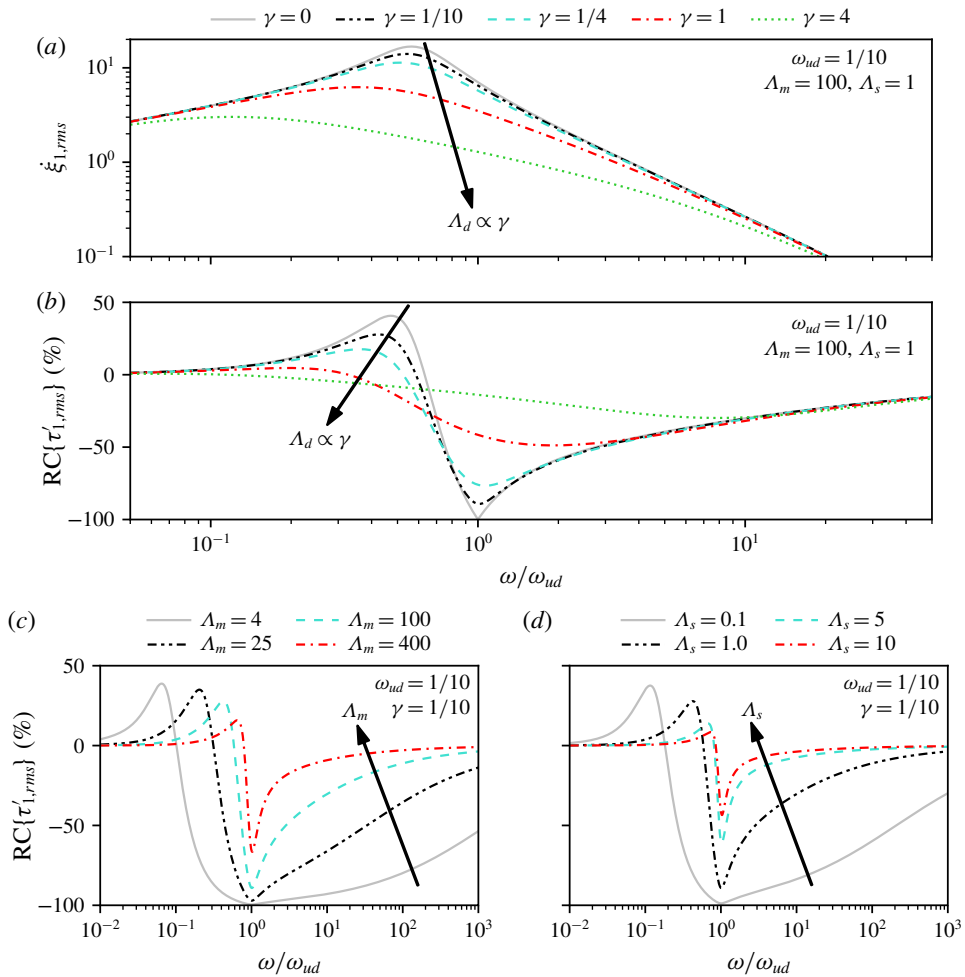 γ = 0 γ = 1/10 γ = 1/4 γ = 1 γ = 4
(a)
ω_ud = 1/10
Λ_m = 100, Λ_s = 1
10^1
10^0
10^−1
ξ̇_1,rms
Λ_d ∝ γ
(b)
ω_ud = 1/10
Λ_m = 100, Λ_s = 1
50
0
−50
−100
RC{τ′_1,rms} (%)
Λ_d ∝ γ
10^−1 10^0 10^1
ω/ω_ud
(c)
Λ_m = 4 Λ_m = 100
Λ_m = 25 Λ_m = 400
ω_ud = 1/10
γ = 1/10
Λ_m
50
0
−50
−100
RC{τ′_1,rms} (%)
10^−2 10^−1 10^0 10^1 10^2 10^3
ω/ω_ud
(d)
Λ_s = 0.1 Λ_s = 5
Λ_s = 1.0 Λ_s = 10
ω_ud = 1/10
γ = 1/10
Λ_s
50
0
−50
−100
10^−2 10^−1 10^0 10^1 10^2 10^3
ω/ω_ud